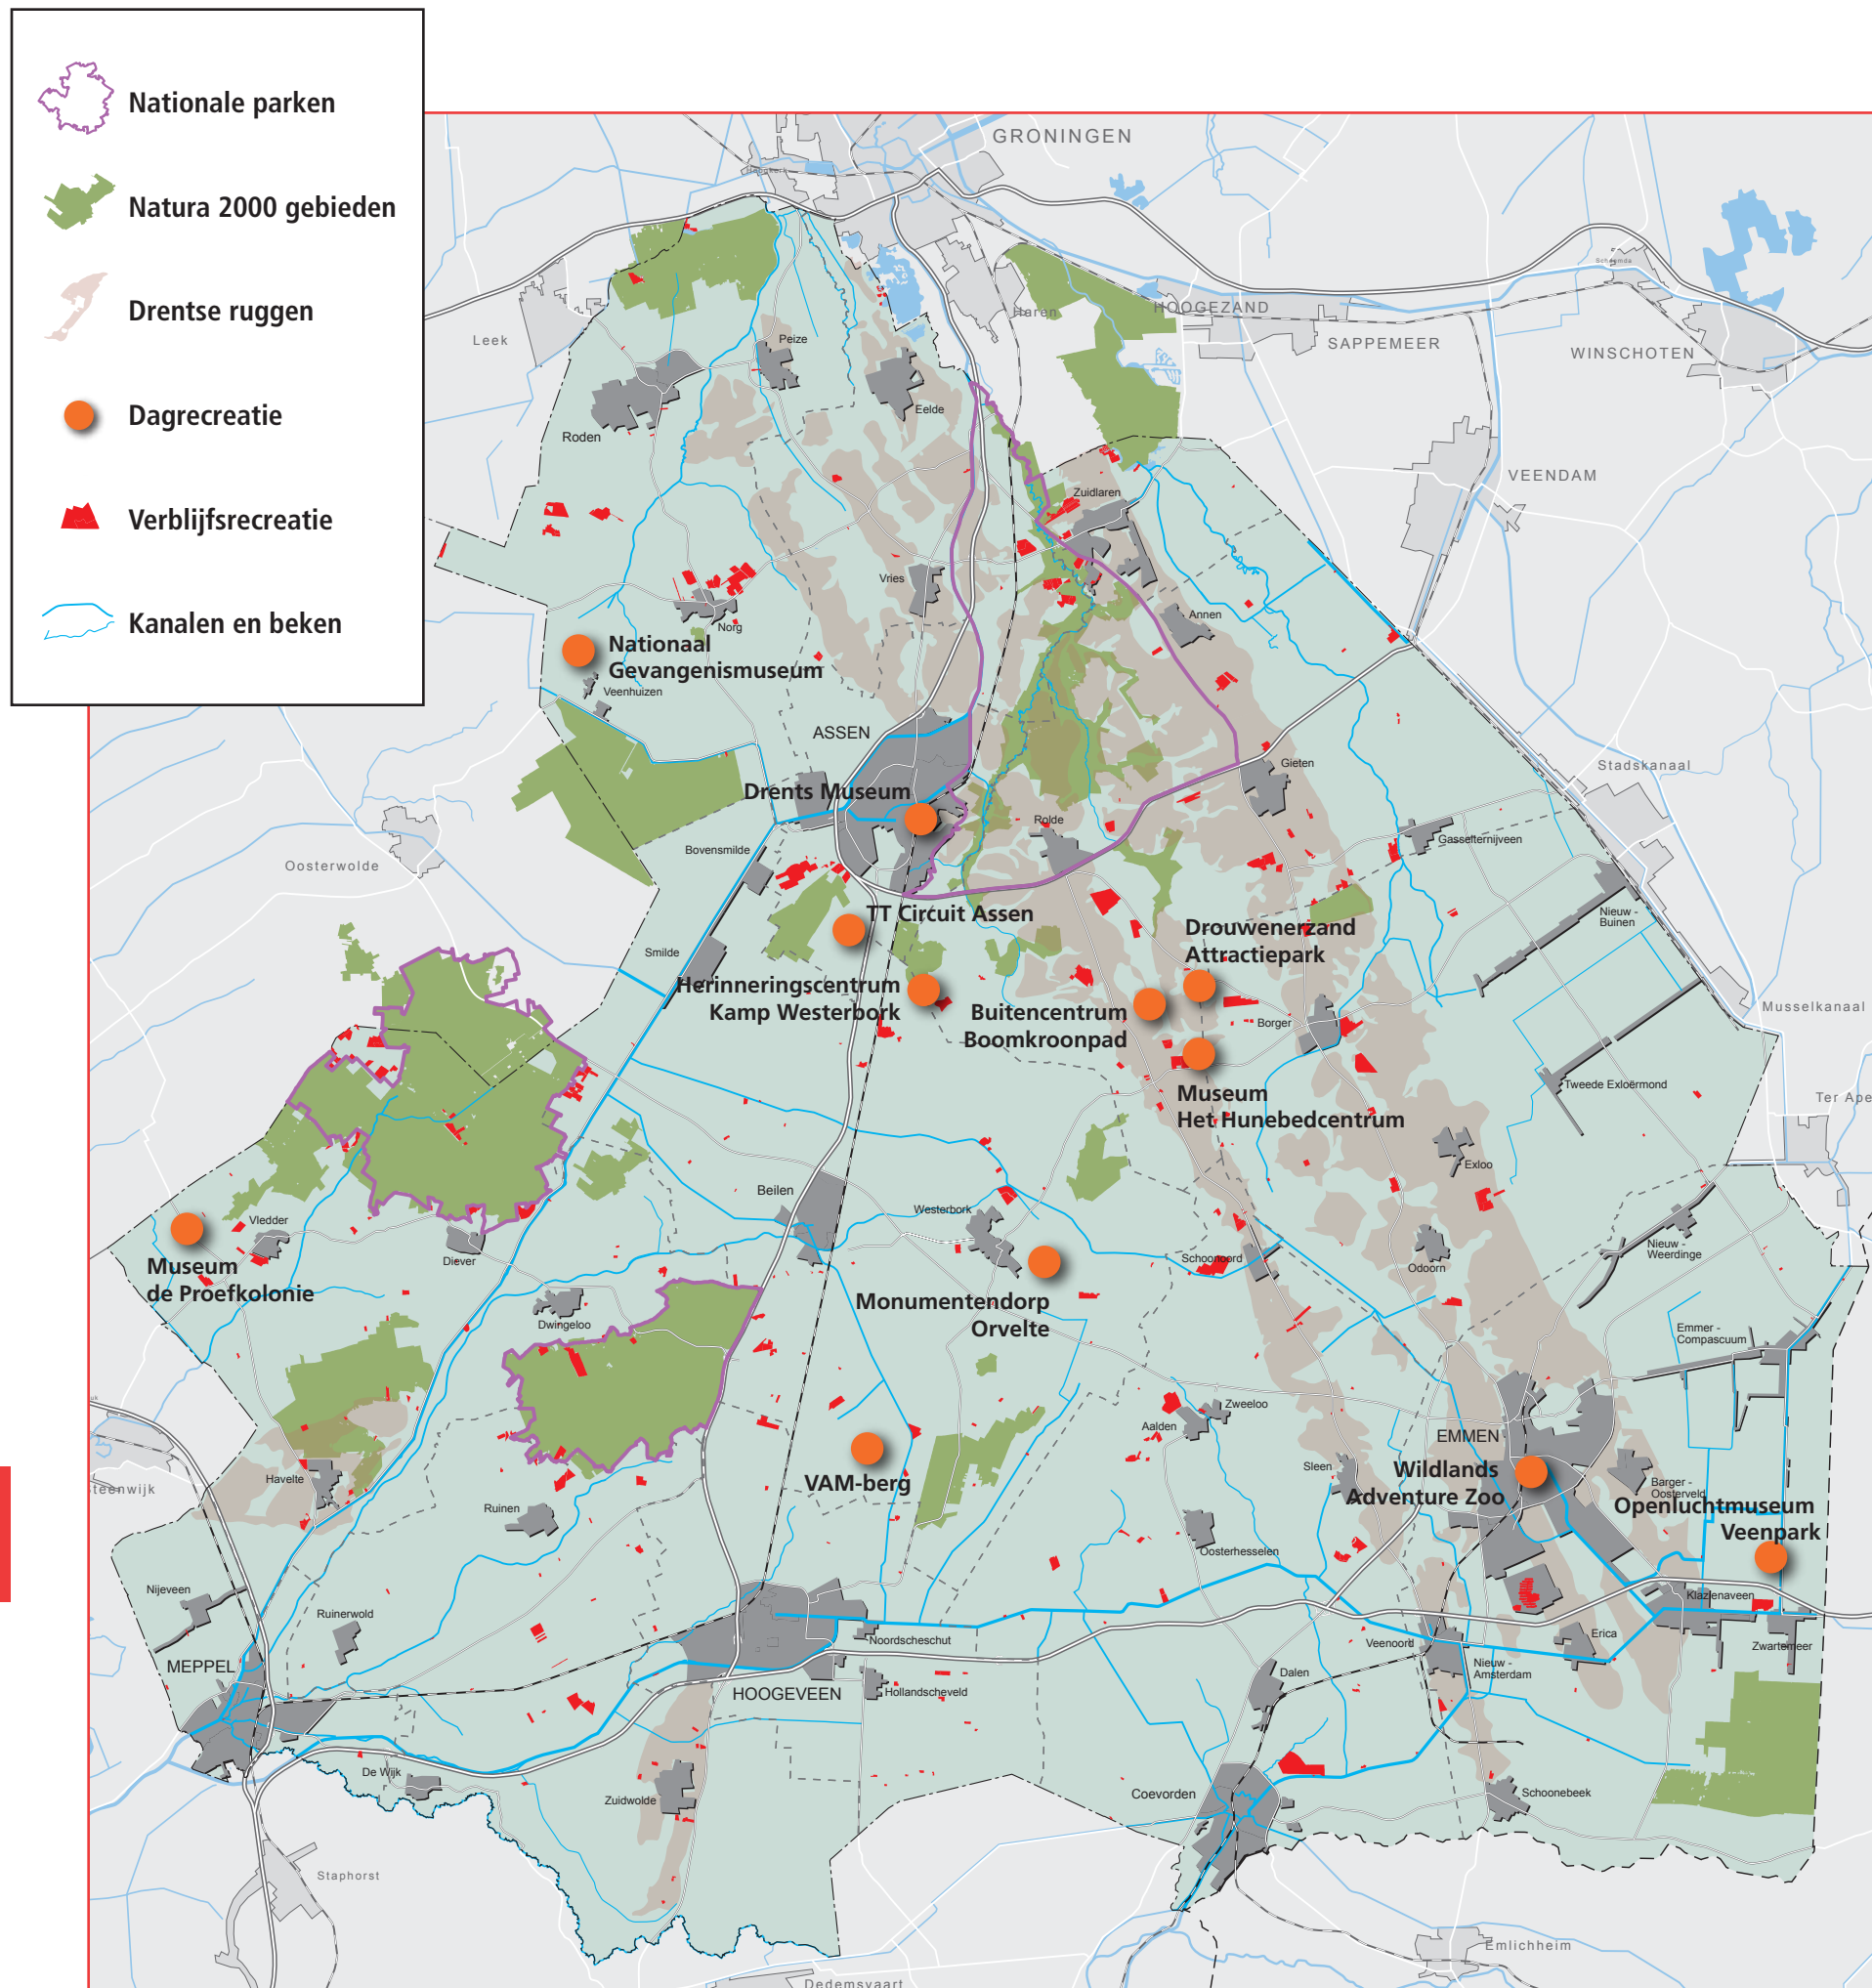 Nationale parken
Natura 2000 gebieden
Drentse ruggen
Dagrecreatie
Verblijfsrecreatie
Kanalen en beken
GRONINGEN
Hoogkerk
Haren
HOOGEZAND
SAPPEMEER
Scheemda
WINSCHOTEN
Leek
Peize
Eelde
Roden
VEENDAM
Zuidlaren
Vries
Annen
Norg
Nationaal
Gevangenismuseum
Veenhuizen
ASSEN
Gieten
Stadskanaal
Drents Museum
Rolde
Gasselternijveen
Bovensmilde
Oosterwolde
Nieuw -
Buinen
TT Circuit Assen
Drouwenerzand
Attractiepark
Smilde
Herinneringscentrum
Kamp Westerbork
Buitencentrum
Boomkroonpad
Borger
Musselkanaal
Tweede Exloërmond
Ter Ape
Museum
Het Hunebedcentrum
Exloo
Beilen
Westerbork
Vledder
Diever
Schoonoord
Odoorn
Nieuw -
Weerdinge
Museum
de Proefkolonie
Monumentendorp
Orvelte
Dwingeloo
Emmer -
Compascuum
Zweeloo
Aalden
EMMEN
Sleen
Wildlands
Adventure Zoo
Barger -
Oosterveld
Openluchtmuseum
Veenpark
VAM-berg
Havelte
Steenwijk
Ruinen
Oosterhesselen
Nijeveen
Ruinerwold
Klazienaveen
Noordscheschut
Veenoord
Erica
Zwartemeer
MEPPEL
HOOGEVEEN
Hollandscheveld
Dalen
Nieuw -
Amsterdam
De Wijk
Zuidwolde
Coevorden
Schoonebeek
Staphorst
Emlichheim
Dedemsvaart